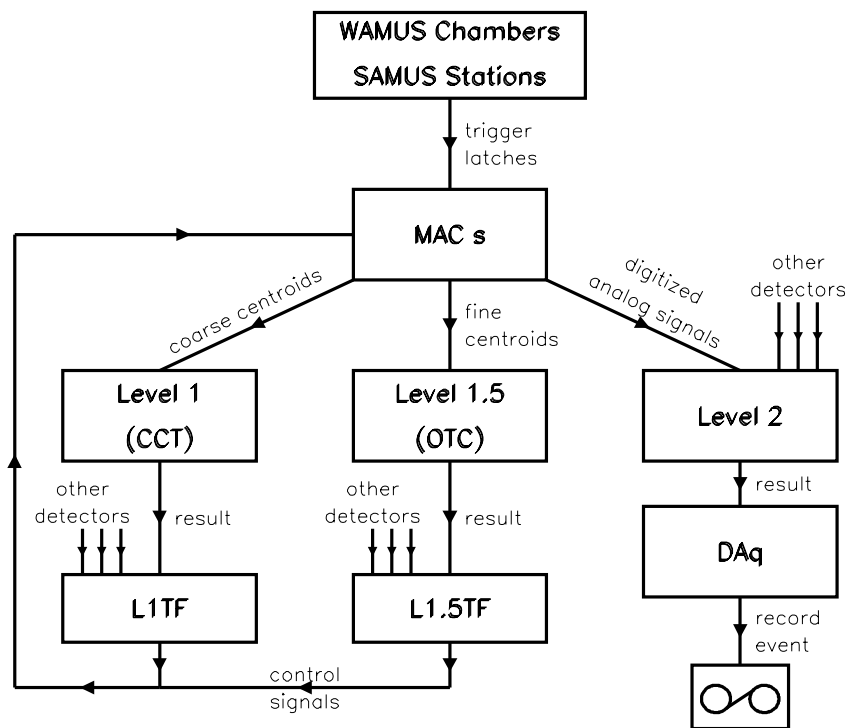 WAMUS Chambers
SAMUS Stations
trigger
latches
MAC s
coarse centroids
fine
centroids
digitized
analog signals
other
detectors
Level 1
(CCT)
Level 1.5
(OTC)
Level 2
other
detectors
result
other
detectors
result
result
L1TF
L1.5TF
DAq
control
signals
record
event